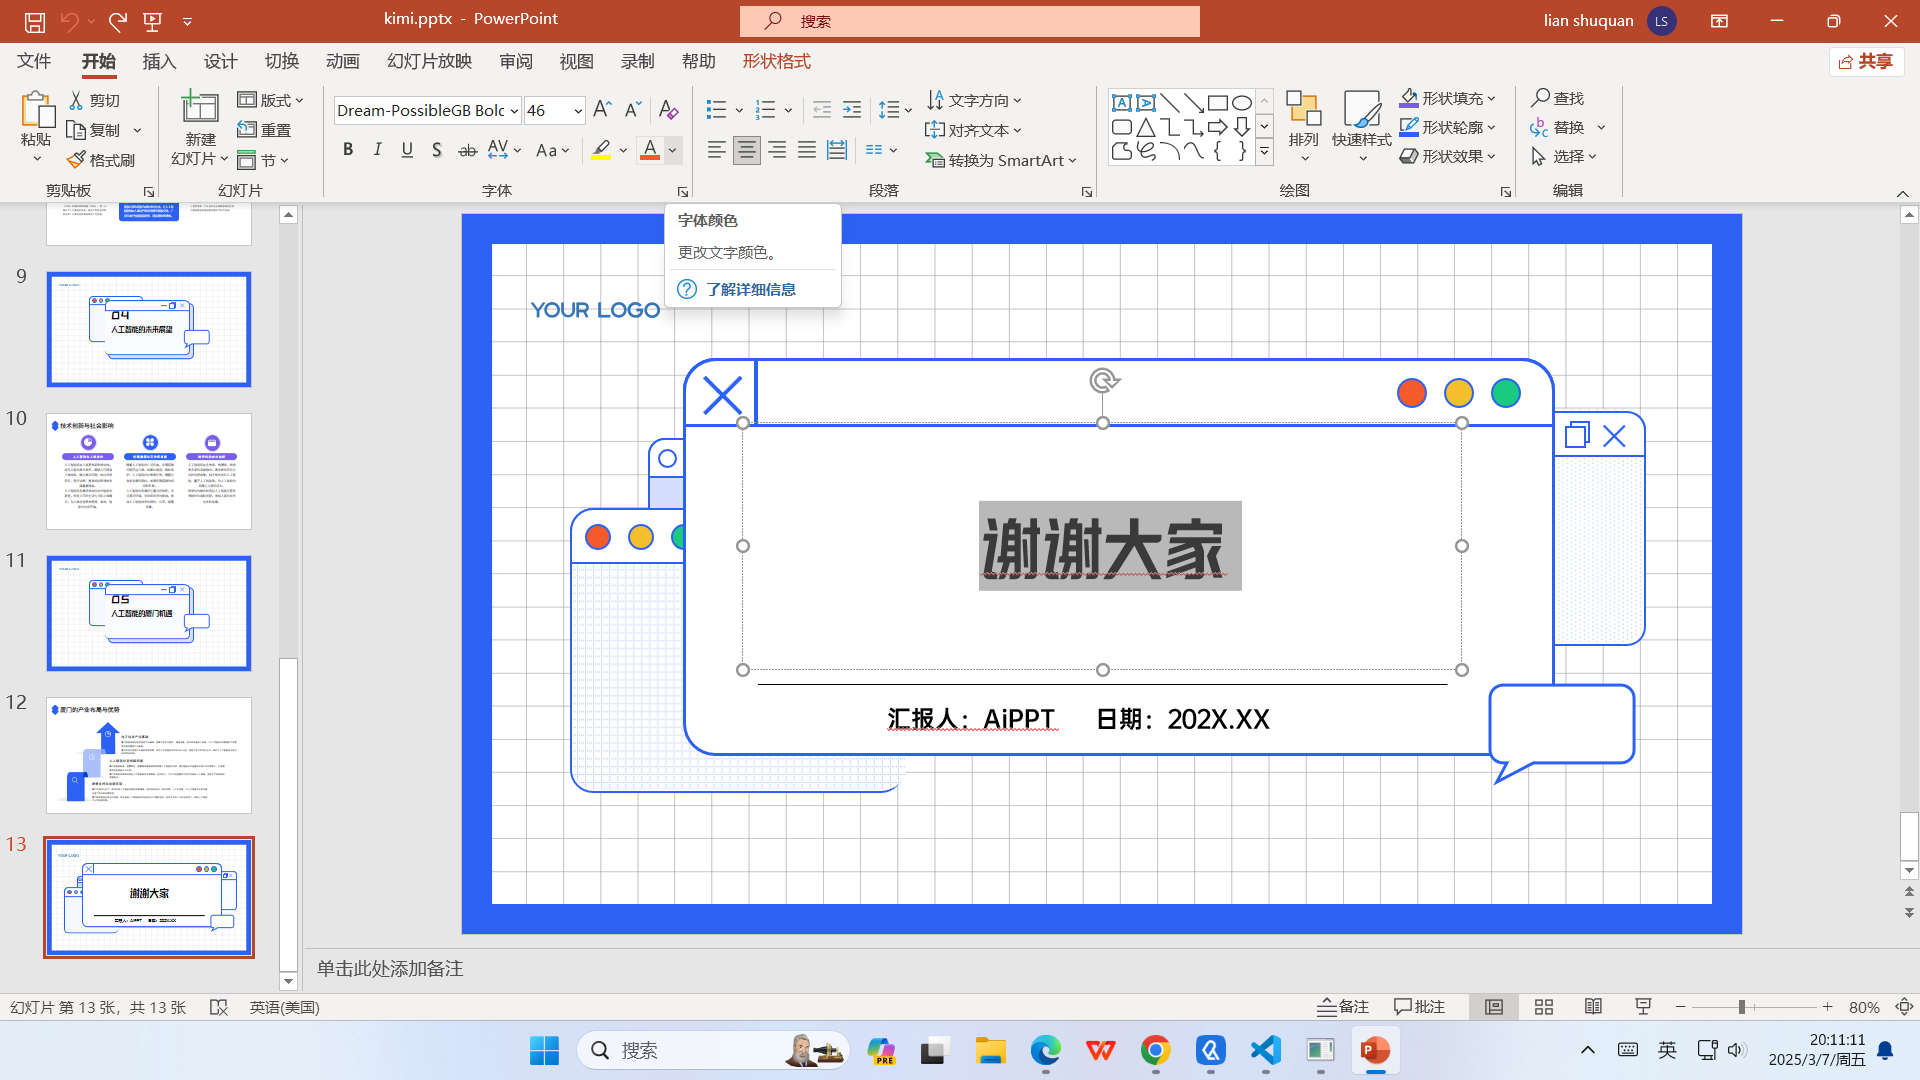 kimi.pptx - PowerPoint
搜索
lian shuquan
LS
文件 开始 插入 设计 切换 动画 幻灯片放映 审阅 视图 录制 帮助 形状格式
共享
粘贴
剪切
复制
格式刷
剪贴板
新建
幻灯片
版式
重置
节
幻灯片
Dream-PossibleGB Bolc
46
B I U S ab AV Aa A
字体
文字方向
对齐文本
转换为 SmartArt
段落
排列
快速样式
形状填充
形状轮廓
形状效果
绘图
查找
替换
选择
编辑
字体颜色
更改文字颜色。
了解详细信息
9
04
人工智能的未来展望
10
技术创新与社会影响
11
05
人工智能的厦门机遇
12
厦门的产业布局与优势
13
YOUR LOGO
谢谢大家
YOUR LOGO
谢谢大家
汇报人：AiPPT 日期：202X.XX
单击此处添加备注
幻灯片 第 13 张，共 13 张
英语(美国)
备注
批注
80%
搜索
PRE
英
20:11:11
2025/3/7/周五